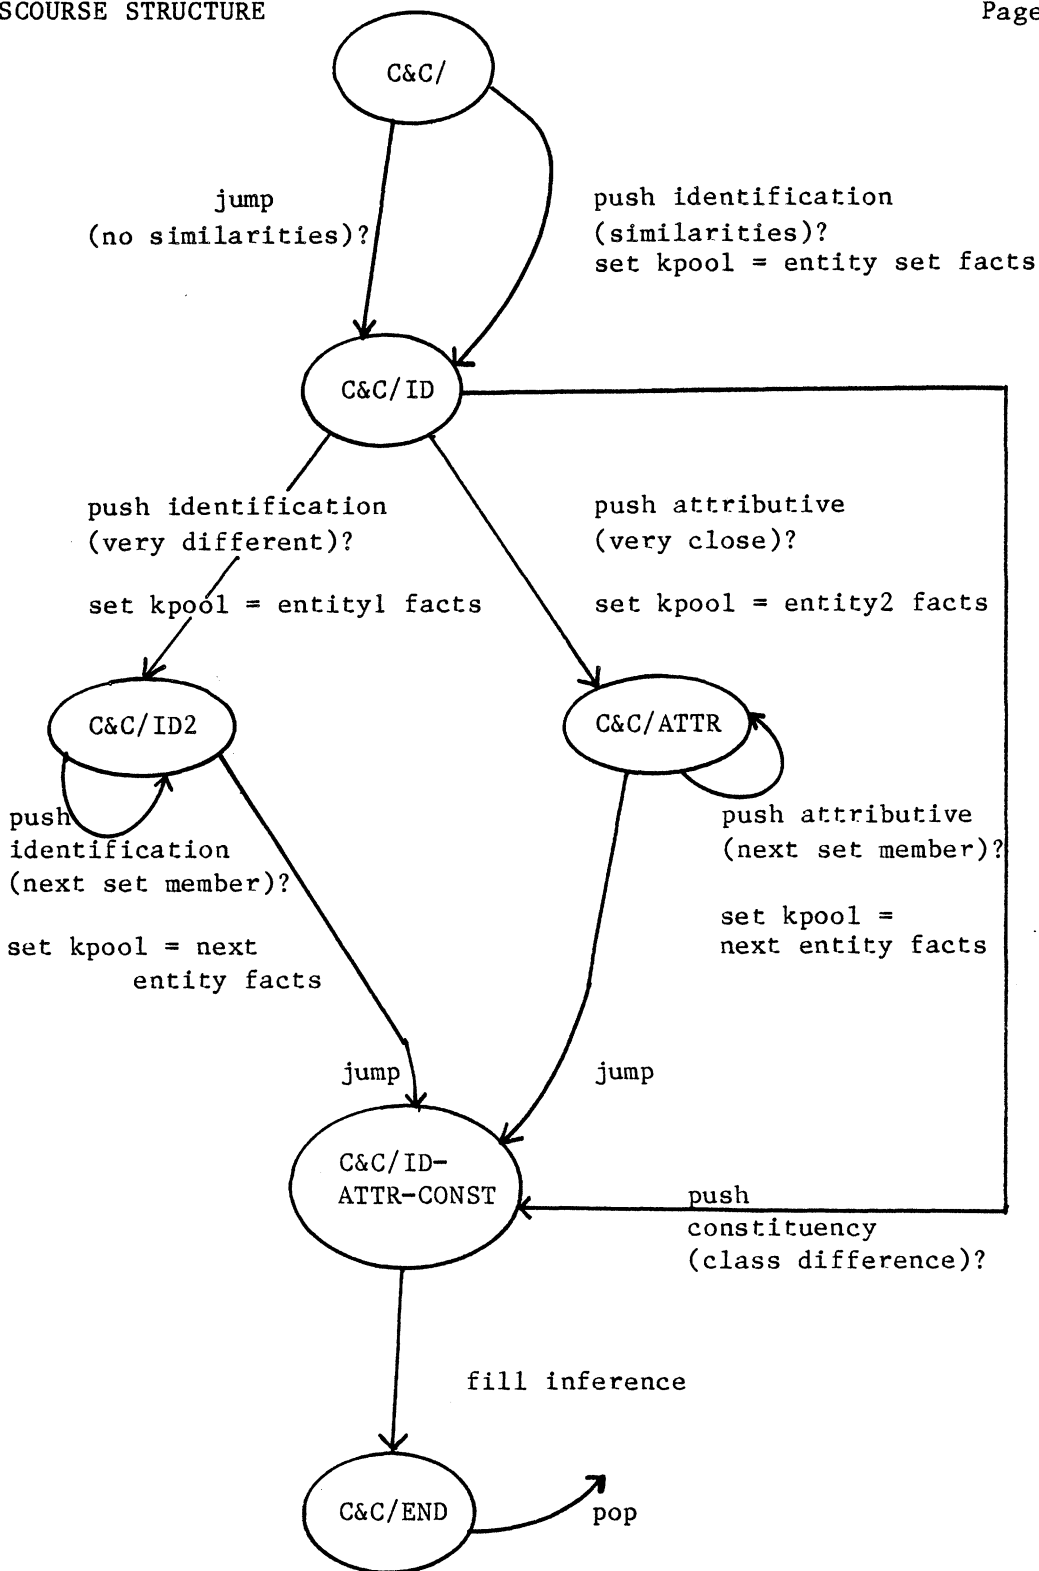 SCOURSE STRUCTURE
Page
C&C/
jump
(no similarities)?
push identification
(similarities)?
set kpool = entity set facts
C&C/ID
push identification
(very different)?
set kpool = entity1 facts
push attributive
(very close)?
set kpool = entity2 facts
C&C/ID2
C&C/ATTR
push
identification
(next set member)?
set kpool = next
entity facts
push attributive
(next set member)?
set kpool =
next entity facts
jump
jump
C&C/ID-
ATTR-CONST
push
constituency
(class difference)?
fill inference
C&C/END
pop